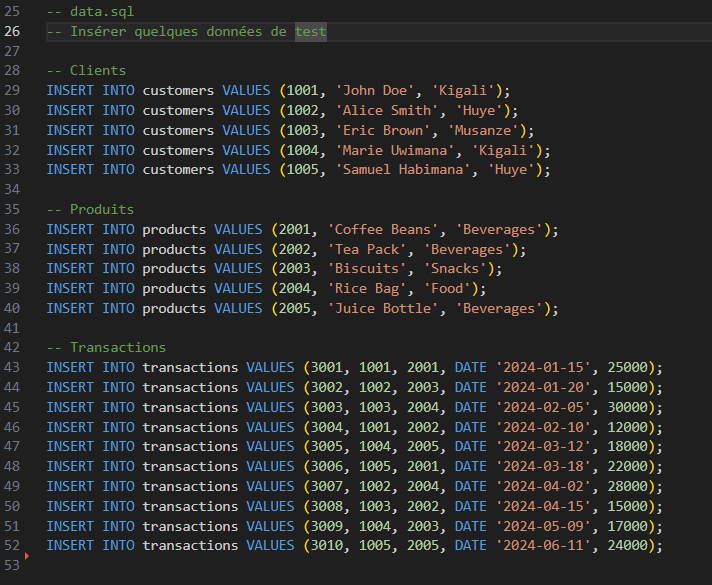 25 -- data.sql
26 -- Insérer quelques données de test
27
28 -- Clients
29 INSERT INTO customers VALUES (1001, 'John Doe', 'Kigali');
30 INSERT INTO customers VALUES (1002, 'Alice Smith', 'Huye');
31 INSERT INTO customers VALUES (1003, 'Eric Brown', 'Musanze');
32 INSERT INTO customers VALUES (1004, 'Marie Uwimana', 'Kigali');
33 INSERT INTO customers VALUES (1005, 'Samuel Habimana', 'Huye');
34
35 -- Produits
36 INSERT INTO products VALUES (2001, 'Coffee Beans', 'Beverages');
37 INSERT INTO products VALUES (2002, 'Tea Pack', 'Beverages');
38 INSERT INTO products VALUES (2003, 'Biscuits', 'Snacks');
39 INSERT INTO products VALUES (2004, 'Rice Bag', 'Food');
40 INSERT INTO products VALUES (2005, 'Juice Bottle', 'Beverages');
41
42 -- Transactions
43 INSERT INTO transactions VALUES (3001, 1001, 2001, DATE '2024-01-15', 25000);
44 INSERT INTO transactions VALUES (3002, 1002, 2003, DATE '2024-01-20', 15000);
45 INSERT INTO transactions VALUES (3003, 1003, 2004, DATE '2024-02-05', 30000);
46 INSERT INTO transactions VALUES (3004, 1001, 2002, DATE '2024-02-10', 12000);
47 INSERT INTO transactions VALUES (3005, 1004, 2005, DATE '2024-03-12', 18000);
48 INSERT INTO transactions VALUES (3006, 1005, 2001, DATE '2024-03-18', 22000);
49 INSERT INTO transactions VALUES (3007, 1002, 2004, DATE '2024-04-02', 28000);
50 INSERT INTO transactions VALUES (3008, 1003, 2002, DATE '2024-04-15', 15000);
51 INSERT INTO transactions VALUES (3009, 1004, 2003, DATE '2024-05-09', 17000);
52 INSERT INTO transactions VALUES (3010, 1005, 2005, DATE '2024-06-11', 24000);
53